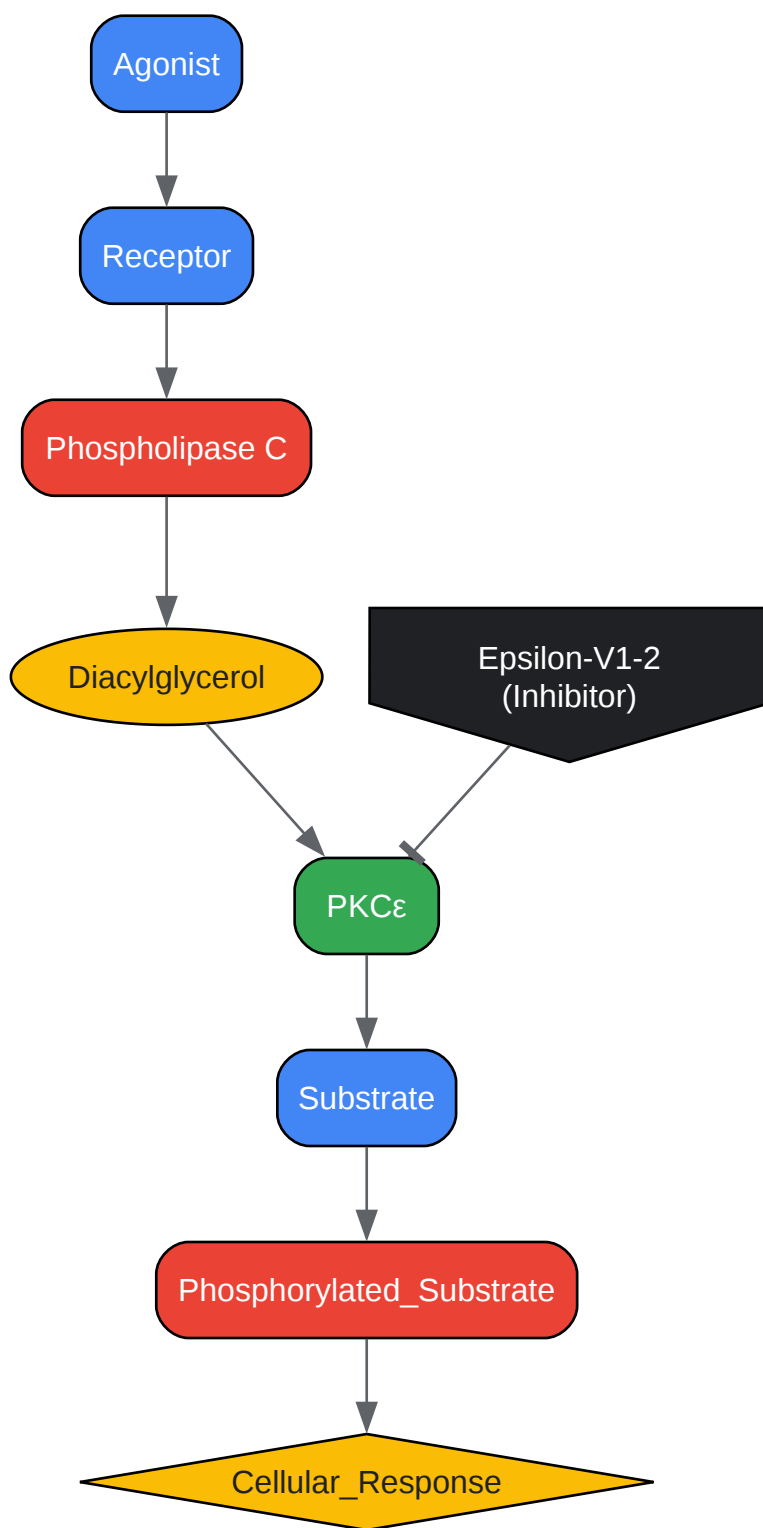 Agonist
Receptor
Phospholipase C
Diacylglycerol
Epsilon-V1-2
(Inhibitor)
PKCε
Substrate
Phosphorylated_Substrate
Cellular_Response